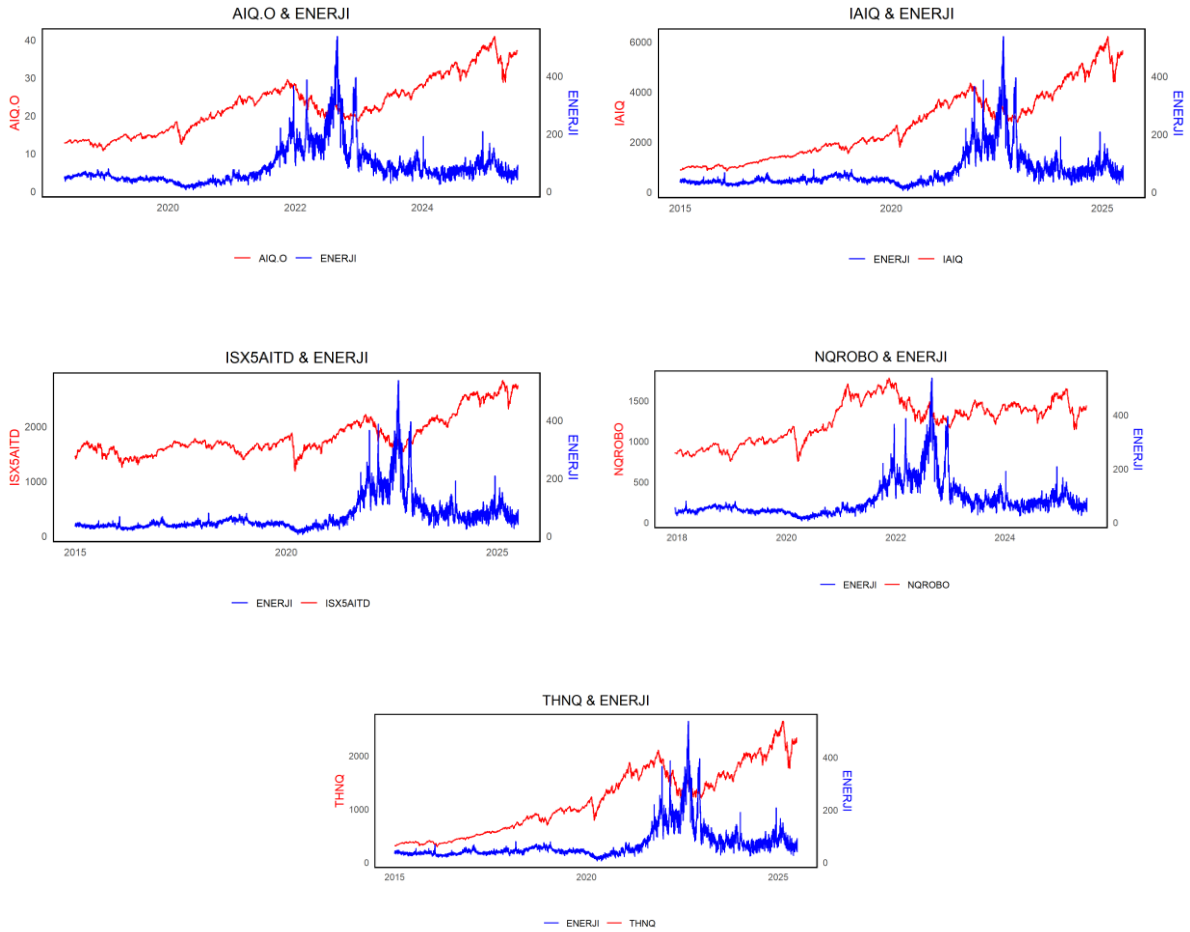 AIQ.O & ENERJI
40
30
20
10
0
AIQ.O
400
200
0
ENERJI
2020
2022
2024
AIQ.O ENERJI
IAIQ & ENERJI
6000
4000
2000
0
IAIQ
400
200
0
ENERJI
2015
2020
2025
ENERJI IAIQ
ISX5AITD & ENERJI
2000
1000
0
ISX5AITD
400
200
0
ENERJI
2015
2020
2025
ENERJI ISX5AITD
NQROBO & ENERJI
1500
1000
500
0
NQROBO
400
200
0
ENERJI
2018
2020
2022
2024
ENERJI NQROBO
THNQ & ENERJI
2000
1000
0
THNQ
400
200
0
ENERJI
2015
2020
2025
ENERJI THNQ